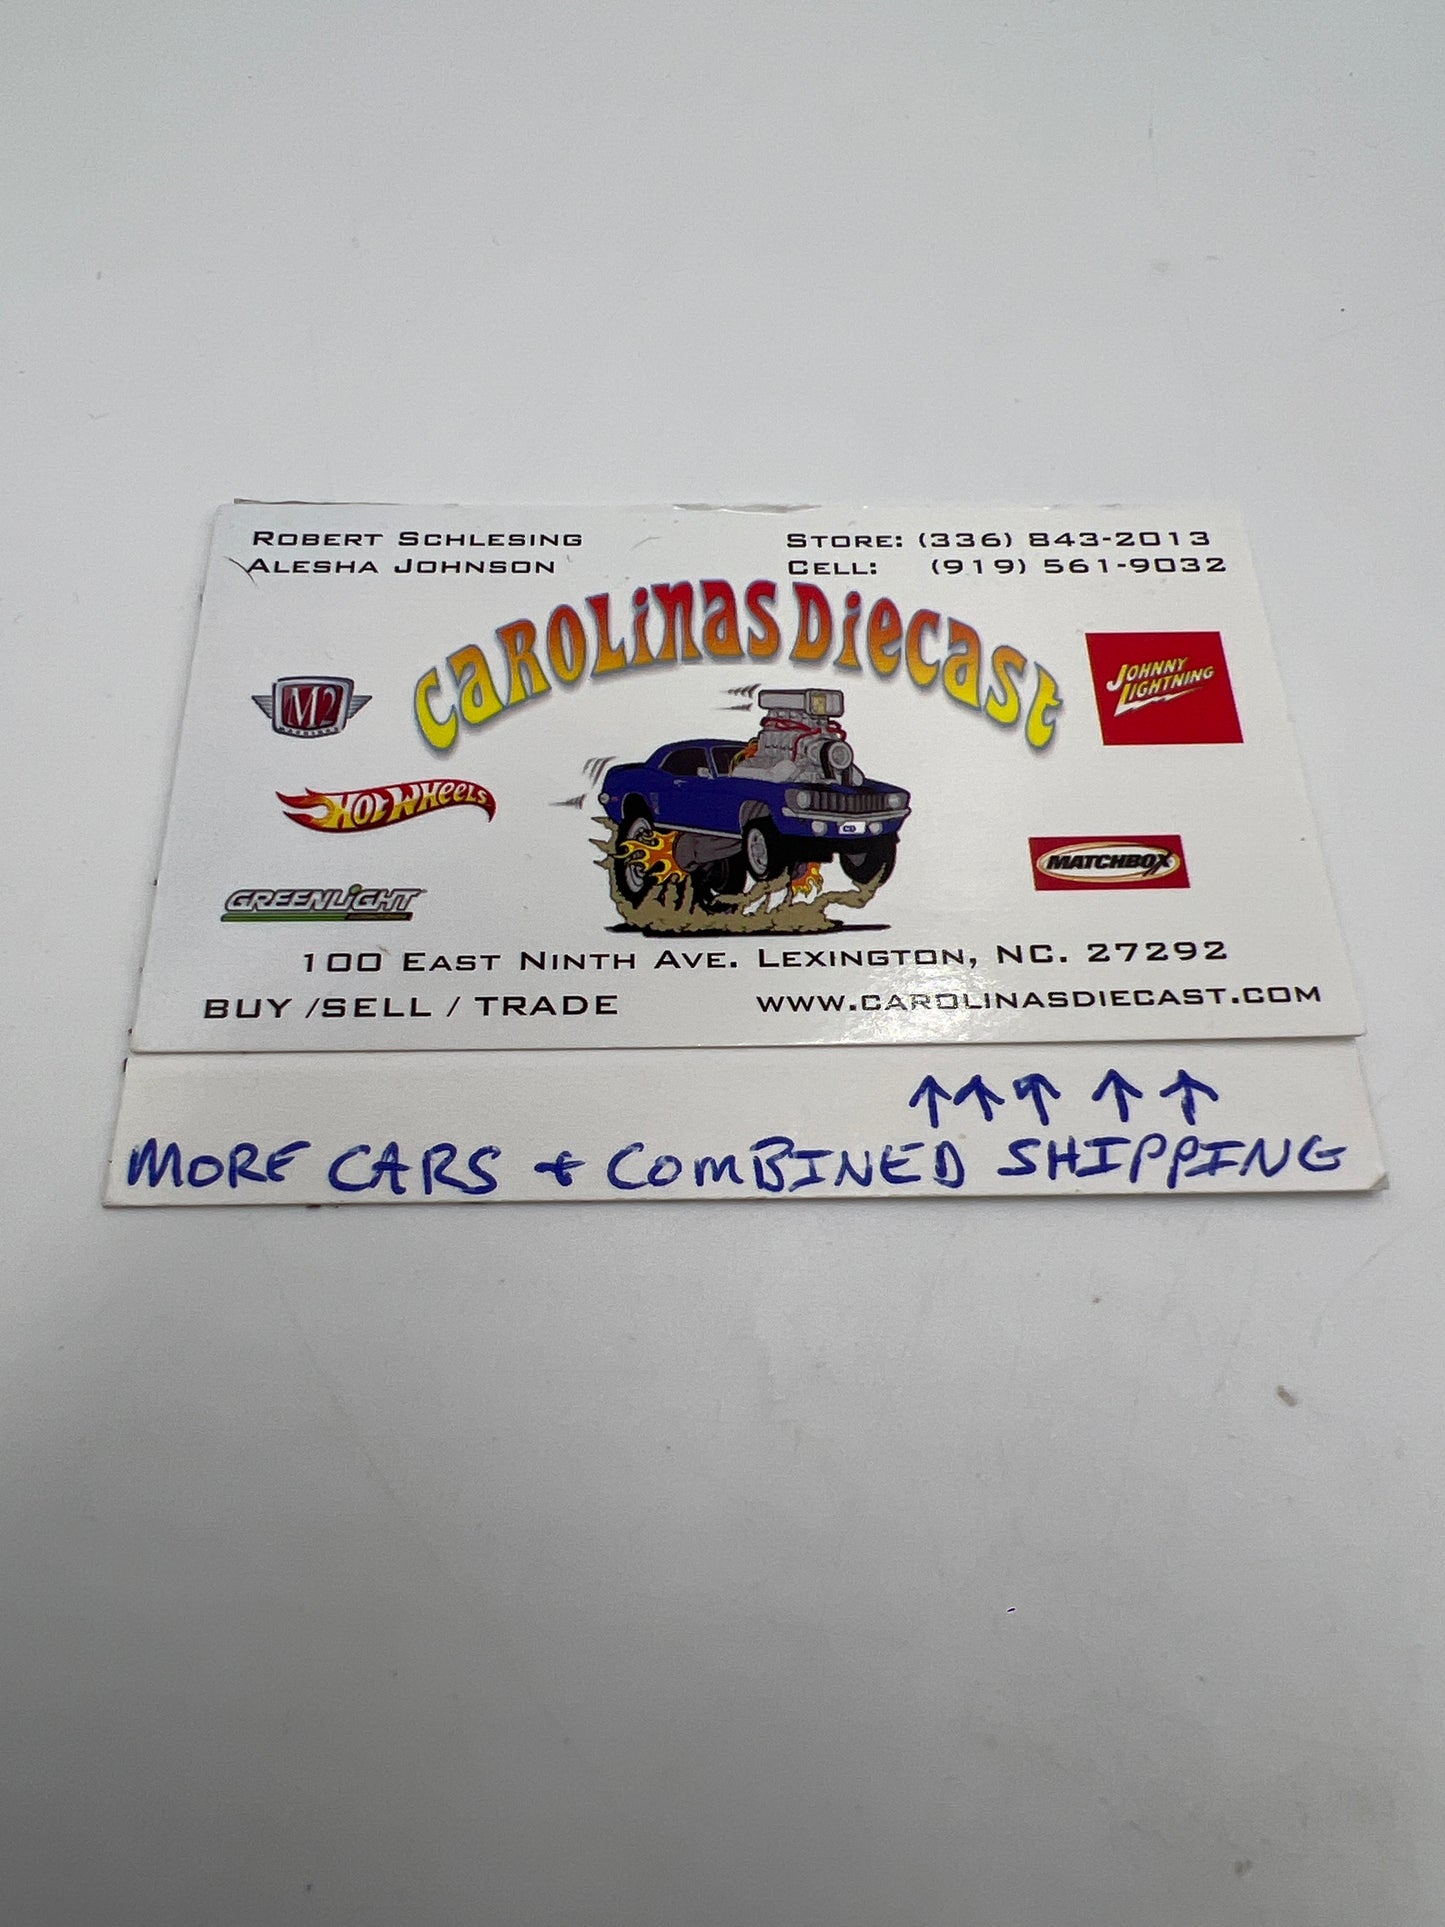 ROBERT SCHLESING
ALESHA JOHNSON
STORE: (336) 843-2013
CELL: (919) 561-9032
CAROLINAS DIECAST
M2
MACHINES
JOHNNY
LIGHTNING
HOT WHEELS
MATCHBOX
GREENLIGHT
100 EAST NINTH AVE. LEXINGTON, NC. 27292
BUY /SELL / TRADE
WWW.CAROLINASDIECAST.COM
↑ ↑ ↑ ↑ ↑
MORE CARS + COMBINED SHIPPING